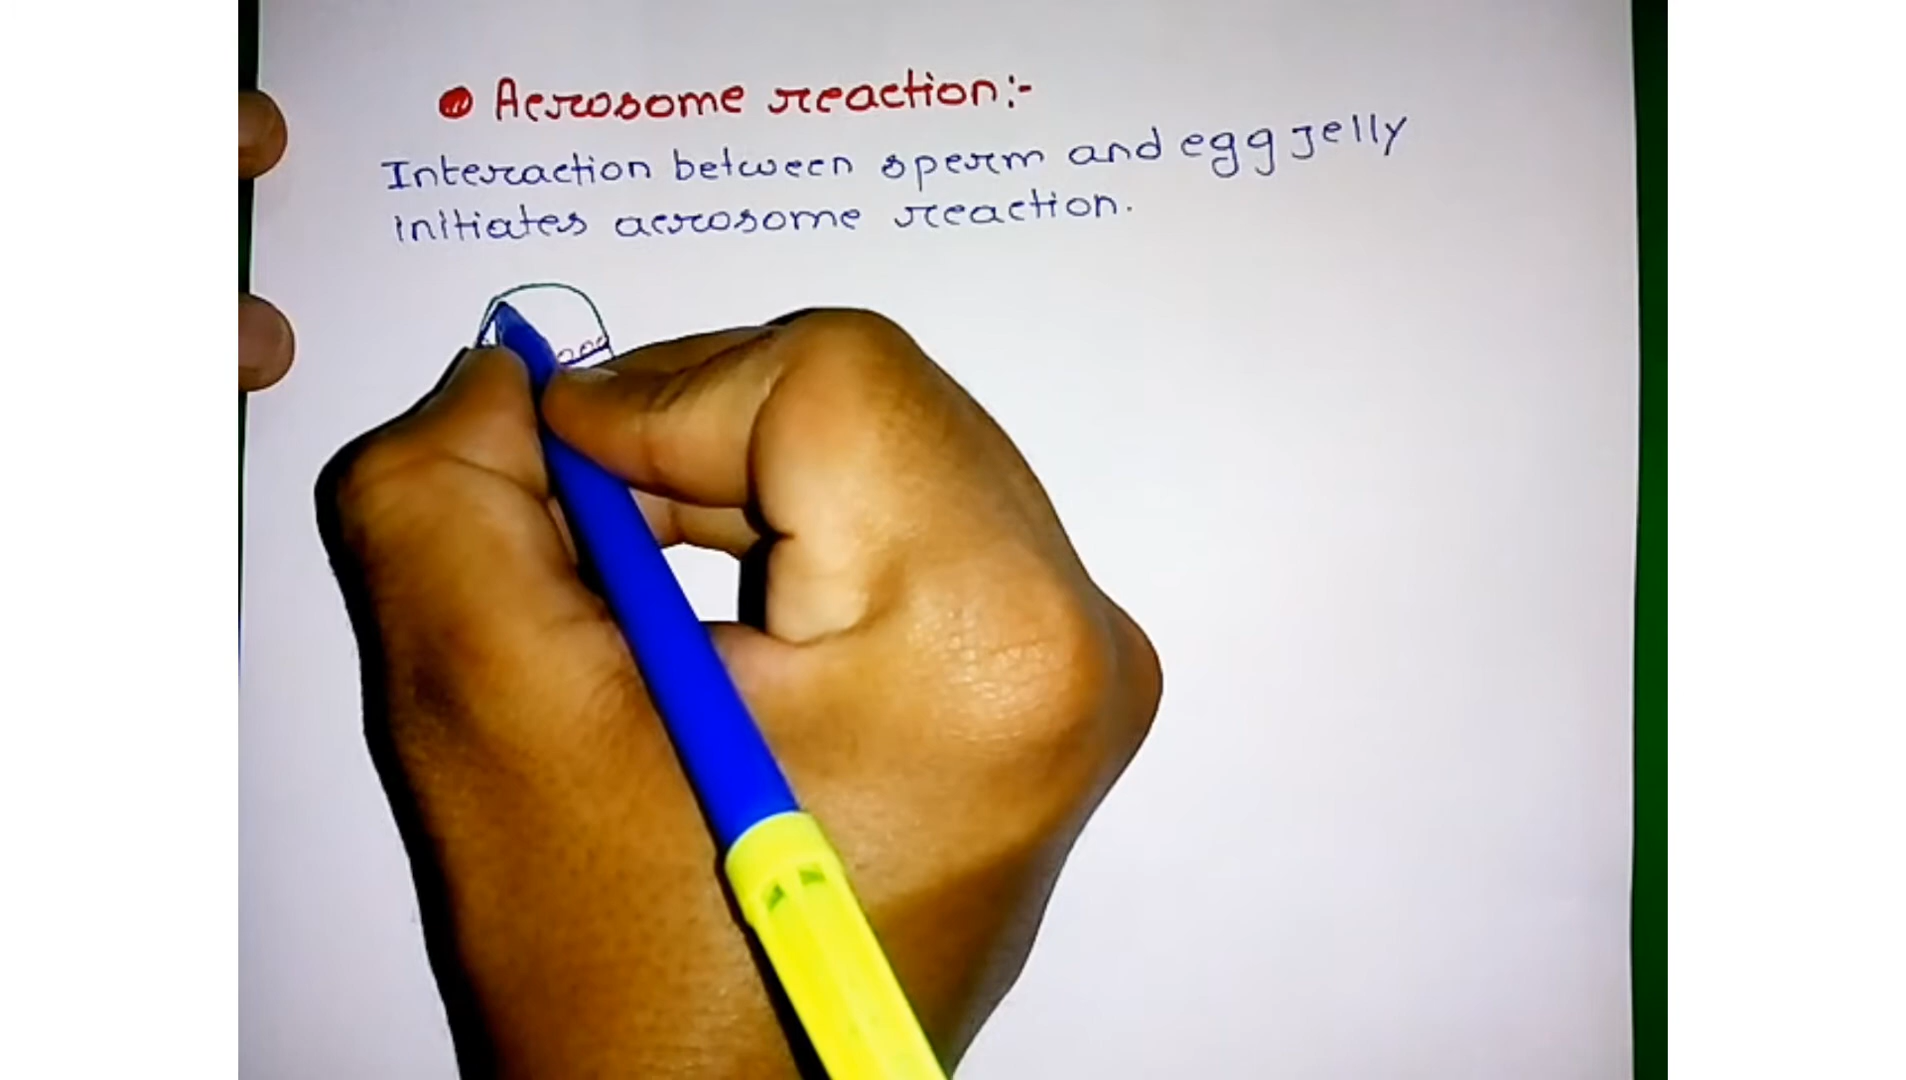 Acrosome reaction:-
Interaction between sperm and egg jelly
initiates acrosome reaction.